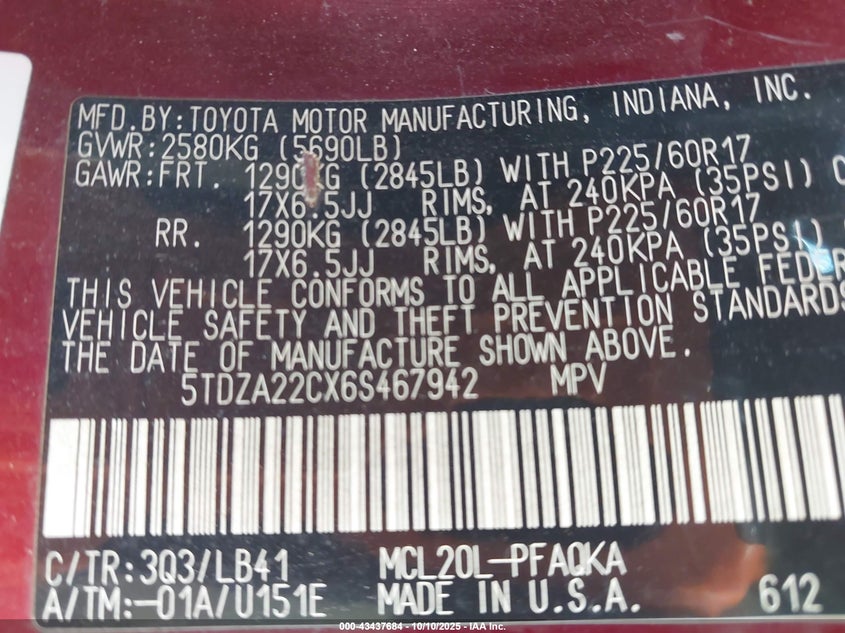 MFD.BY:TOYOTA MOTOR MANUFACTURING, INDIANA, INC.
GVWR:2580KG (5690LB)
GAWR:FRT. 1290KG (2845LB) WITH P225/60R17
17X6.5JJ RIMS, AT 240KPA (35PSI) C
RR. 1290KG (2845LB) WITH P225/60R17
17X6.5JJ RIMS, AT 240KPA (35PSI)
THIS VEHICLE CONFORMS TO ALL APPLICABLE FEDER
VEHICLE SAFETY AND THEFT PREVENTION STANDARDS
THE DATE OF MANUFACTURE SHOWN ABOVE.
5TDZA22CX6S467942 MPV
C/TR:3Q3/LB41 MCL20L-PFAQKA
A/TM:-01A/U151E MADE IN U.S.A. 612
000-43437684 - 10/10/2025 - IAA Inc.